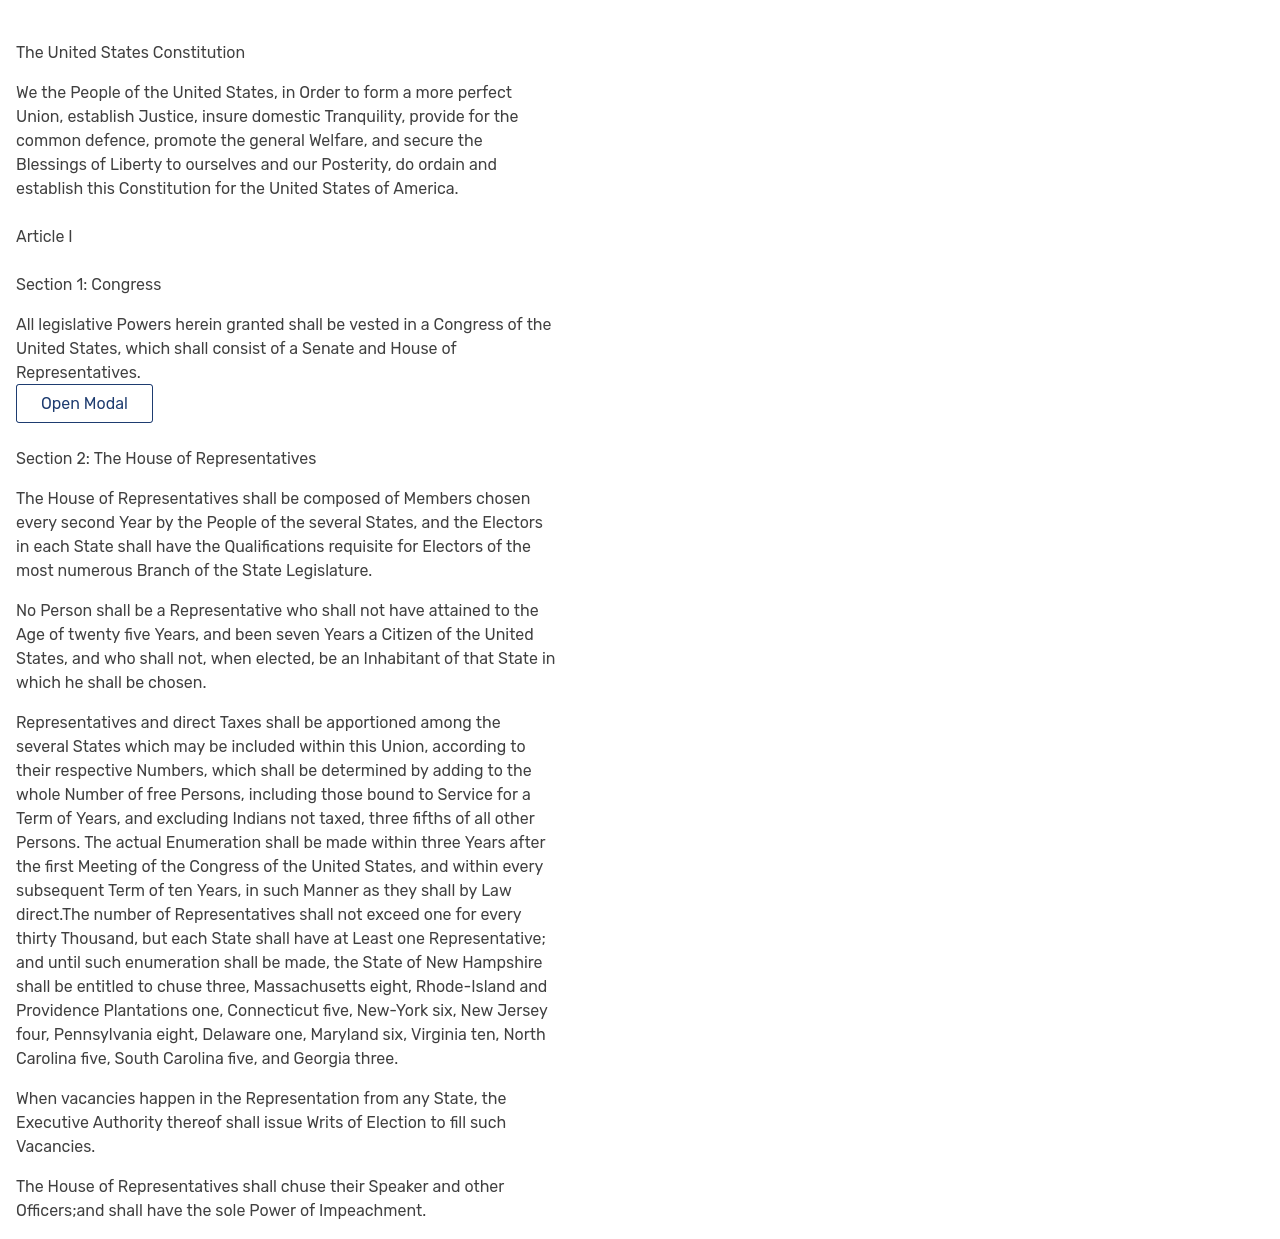 The United States Constitution
We the People of the United States, in Order to form a more perfect
Union, establish Justice, insure domestic Tranquility, provide for the
common defence, promote the general Welfare, and secure the
Blessings of Liberty to ourselves and our Posterity, do ordain and
establish this Constitution for the United States of America.
Article I
Section 1: Congress
All legislative Powers herein granted shall be vested in a Congress of the
United States, which shall consist of a Senate and House of
Representatives.
Open Modal
Section 2: The House of Representatives
The House of Representatives shall be composed of Members chosen
every second Year by the People of the several States, and the Electors
in each State shall have the Qualifications requisite for Electors of the
most numerous Branch of the State Legislature.
No Person shall be a Representative who shall not have attained to the
Age of twenty five Years, and been seven Years a Citizen of the United
States, and who shall not, when elected, be an Inhabitant of that State in
which he shall be chosen.
Representatives and direct Taxes shall be apportioned among the
several States which may be included within this Union, according to
their respective Numbers, which shall be determined by adding to the
whole Number of free Persons, including those bound to Service for a
Term of Years, and excluding Indians not taxed, three fifths of all other
Persons. The actual Enumeration shall be made within three Years after
the first Meeting of the Congress of the United States, and within every
subsequent Term of ten Years, in such Manner as they shall by Law
direct.The number of Representatives shall not exceed one for every
thirty Thousand, but each State shall have at Least one Representative;
and until such enumeration shall be made, the State of New Hampshire
shall be entitled to chuse three, Massachusetts eight, Rhode-Island and
Providence Plantations one, Connecticut five, New-York six, New Jersey
four, Pennsylvania eight, Delaware one, Maryland six, Virginia ten, North
Carolina five, South Carolina five, and Georgia three.
When vacancies happen in the Representation from any State, the
Executive Authority thereof shall issue Writs of Election to fill such
Vacancies.
The House of Representatives shall chuse their Speaker and other
Officers;and shall have the sole Power of Impeachment.